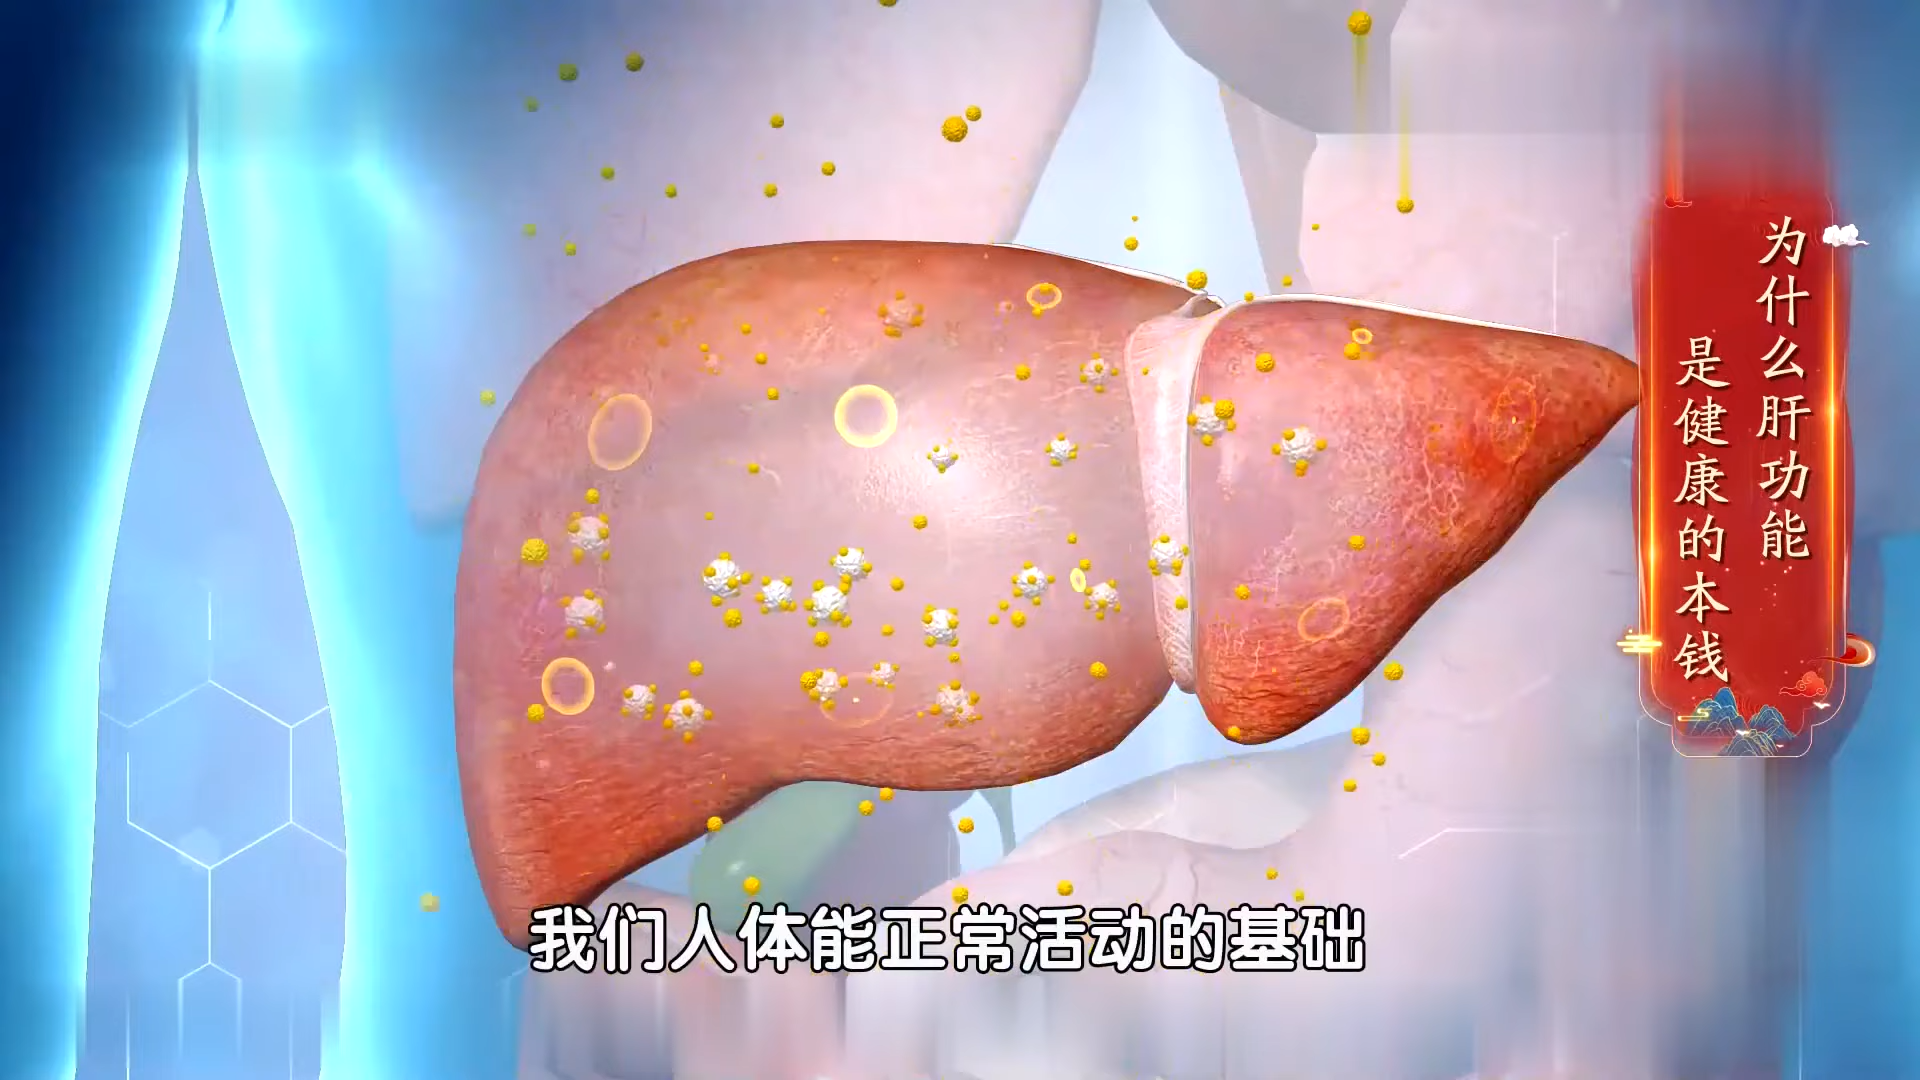 为什么肝功能
是健康的本钱
我们人体能正常活动的基础